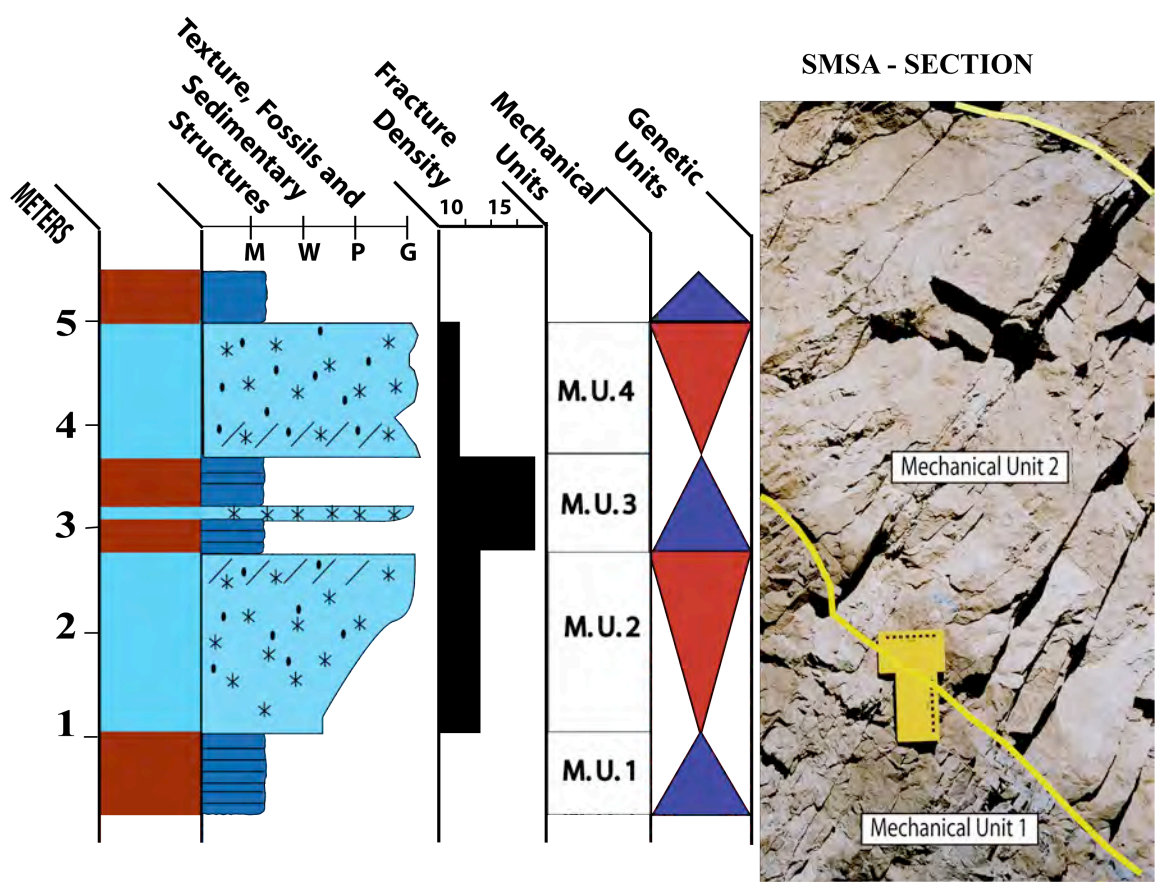 Texture, Fossils and
Sedimentary
Structures
Fracture
Density
Mechanical
Units
Genetic
Units
SMSA - SECTION
METERS
10 15
M W P G
5
4
3
2
1
M.U.4
M.U.3
M.U.2
M.U.1
Mechanical Unit 2
Mechanical Unit 1